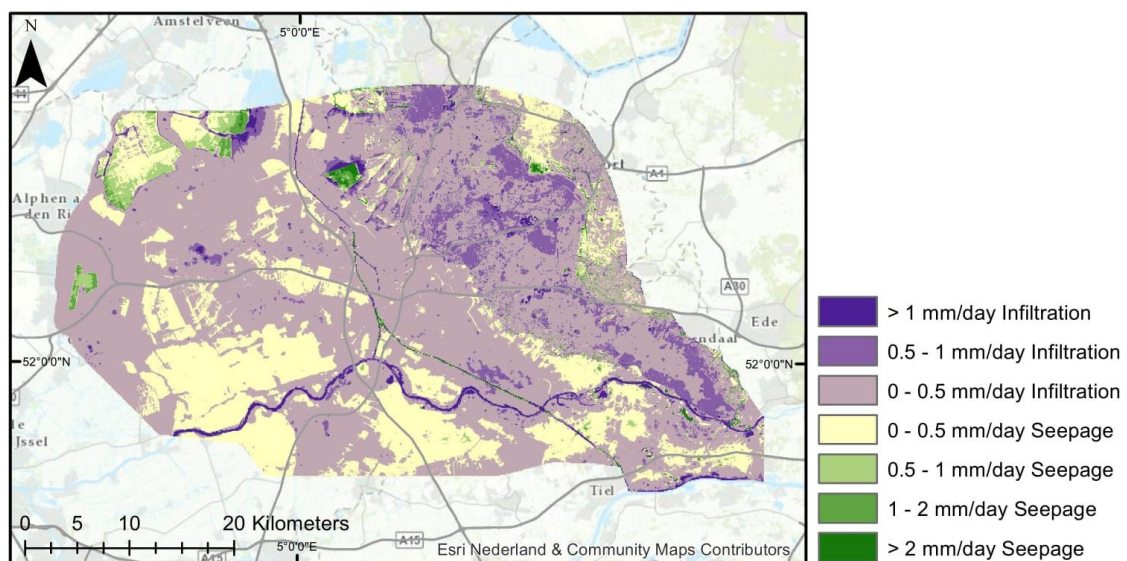 Amstelveen
N
5°0'0"E
44
ort
A1
Alphen a
den Ri
A30
Ede
endaal
52°0'0"N
52°0'0"N
le
Jssel
Tiel
0 5 10 20 Kilometers
5°0'0"E
A15
A15
Esri Nederland & Community Maps Contributors
> 1 mm/day Infiltration
0.5 - 1 mm/day Infiltration
0 - 0.5 mm/day Infiltration
0 - 0.5 mm/day Seepage
0.5 - 1 mm/day Seepage
1 - 2 mm/day Seepage
> 2 mm/day Seepage